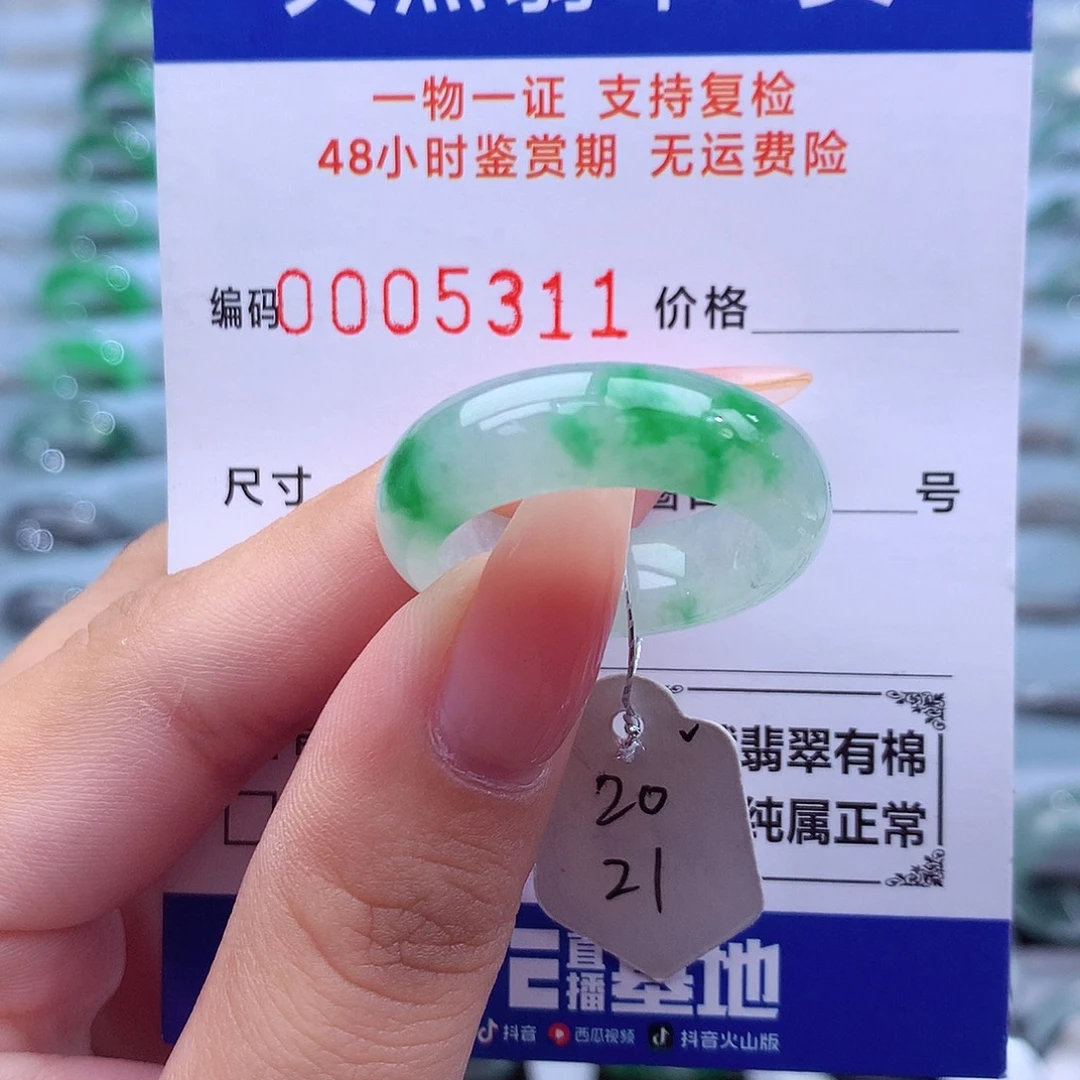 一物一证 支持复检
48小时鉴赏期 无运费险
编码0005311 价格
尺寸
号
翡翠有棉
纯属正常
20
21
直播基地
抖音 西瓜视频 抖音火山版